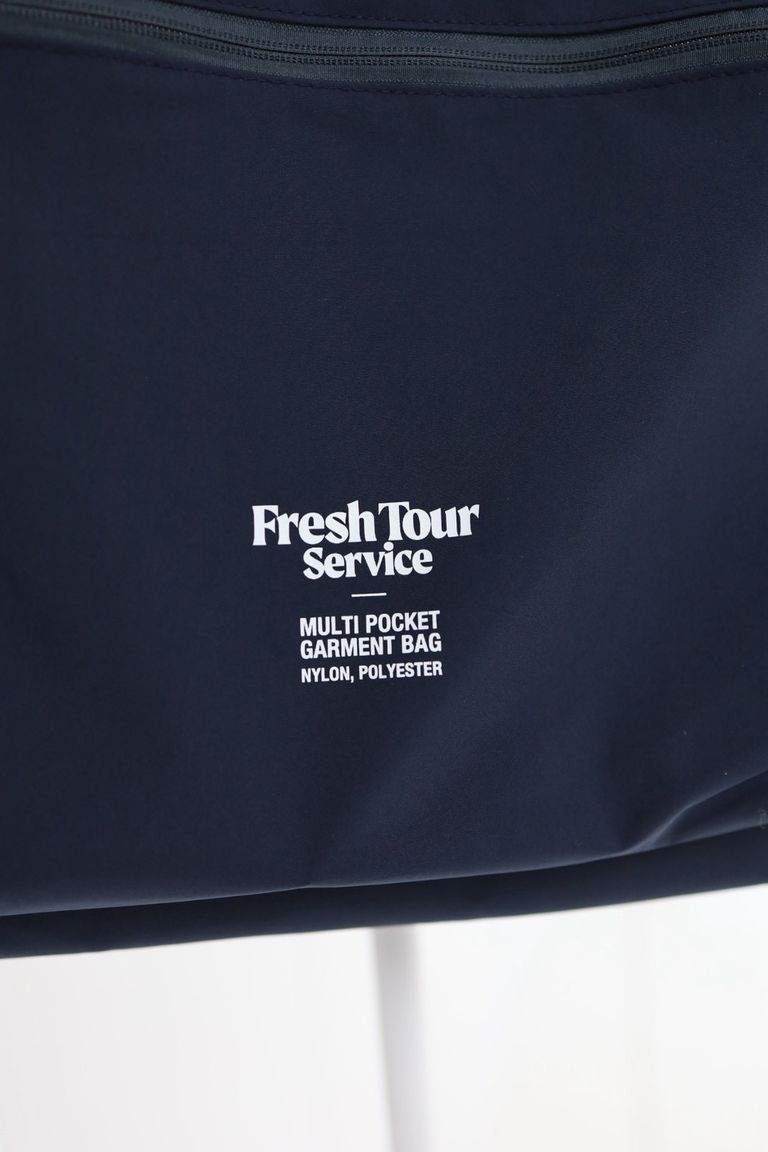 Fresh Tour
Service
MULTI POCKET
GARMENT BAG
NYLON, POLYESTER